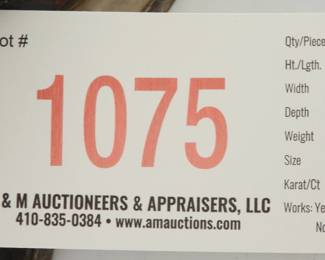 ot #
1075
& M AUCTIONEERS & APPRAISERS, LLC
410-835-0384 • www.amauctions.com
Qty/Piece
Ht./Lgth.
Width
Depth
Weight
Size
Karat/Ct
Works: Ye
No